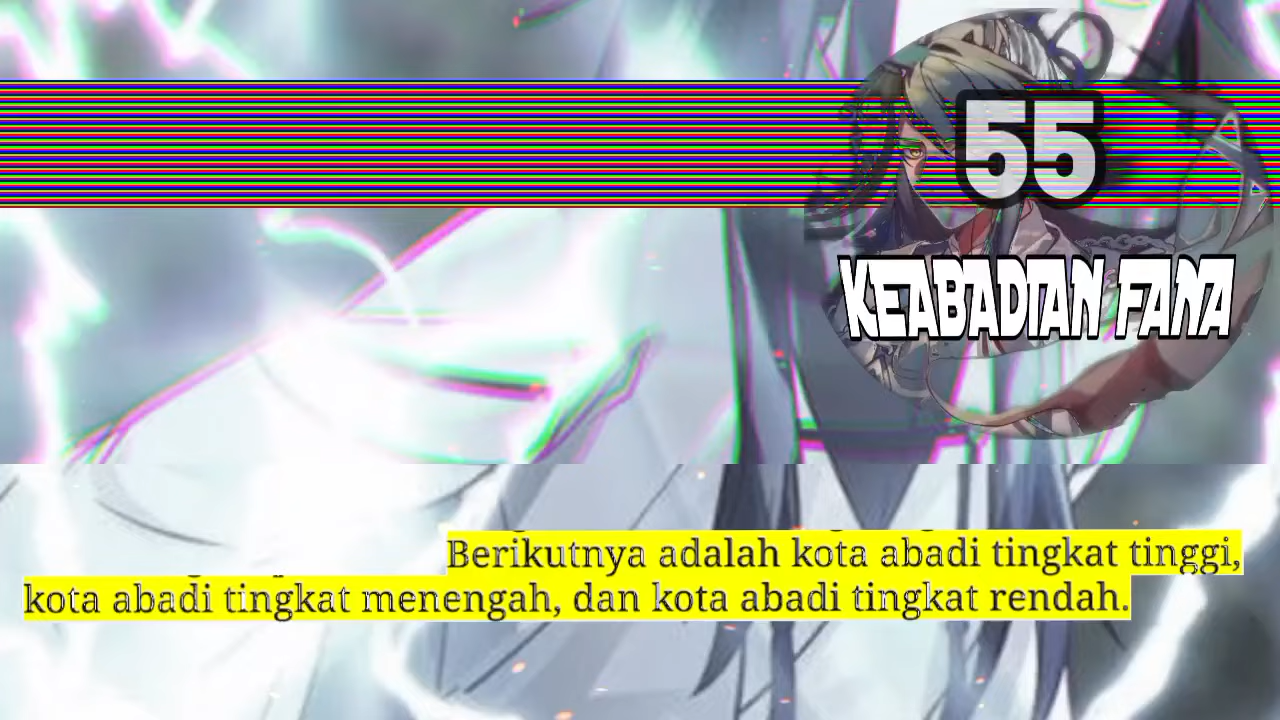 55
KEABADIAN FANA
Berikutnya adalah kota abadi tingkat tinggi,
kota abadi tingkat menengah, dan kota abadi tingkat rendah.